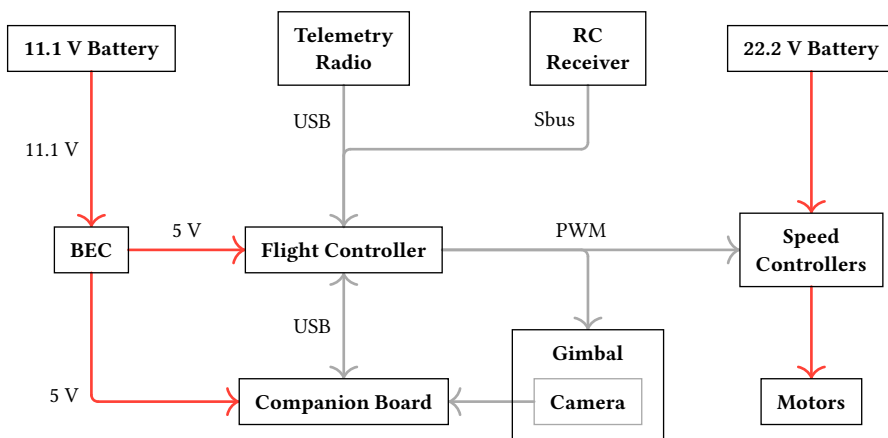 11.1 V Battery
Telemetry
Radio
RC
Receiver
22.2 V Battery
USB
Sbus
11.1 V
5 V
PWM
BEC
Flight Controller
Speed
Controllers
USB
Gimbal
5 V
Companion Board
Camera
Motors